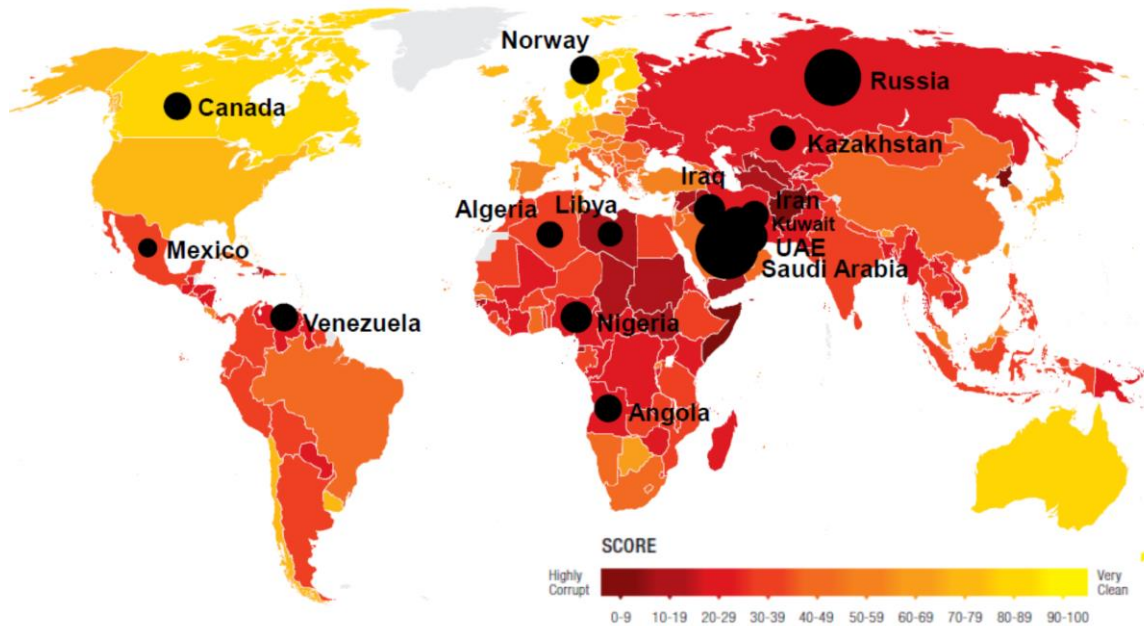 Norway
Russia
Canada
Kazakhstan
Iraq
Iran
Algeria
Libya
Kuwait
Mexico
UAE
Saudi Arabia
Venezuela
Nigeria
Angola
SCORE
Highly
Corrupt
Very
Clean
0-9 10-19 20-29 30-39 40-49 50-59 60-69 70-79 80-89 90-100